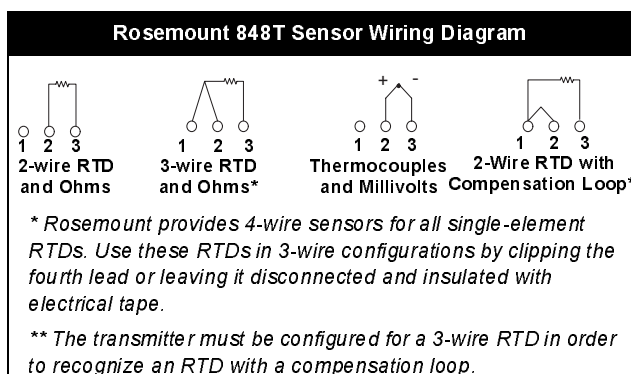 Rosemount 848T Sensor Wiring Diagram
+ -
1 2 3 1 2 3 1 2 3 1 2 3
2-wire RTD and Ohms
3-wire RTD and Ohms*
Thermocouples and Millivolts
2-Wire RTD with Compensation Loop*
* Rosemount provides 4-wire sensors for all single-element
RTDs. Use these RTDs in 3-wire configurations by clipping the
fourth lead or leaving it disconnected and insulated with
electrical tape.
** The transmitter must be configured for a 3-wire RTD in order
to recognize an RTD with a compensation loop.